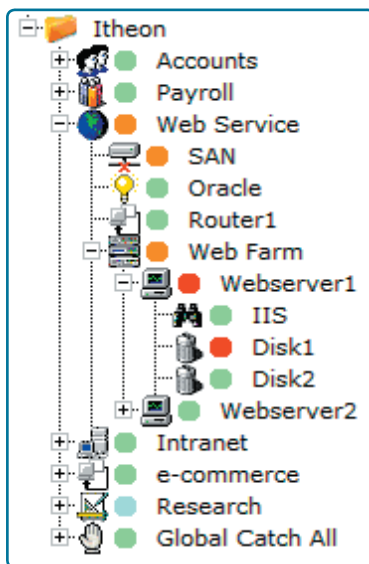 Itheon
Accounts
Payroll
Web Service
SAN
Oracle
Router1
Web Farm
Webserver1
IIS
Disk1
Disk2
Webserver2
Intranet
e-commerce
Research
Global Catch All